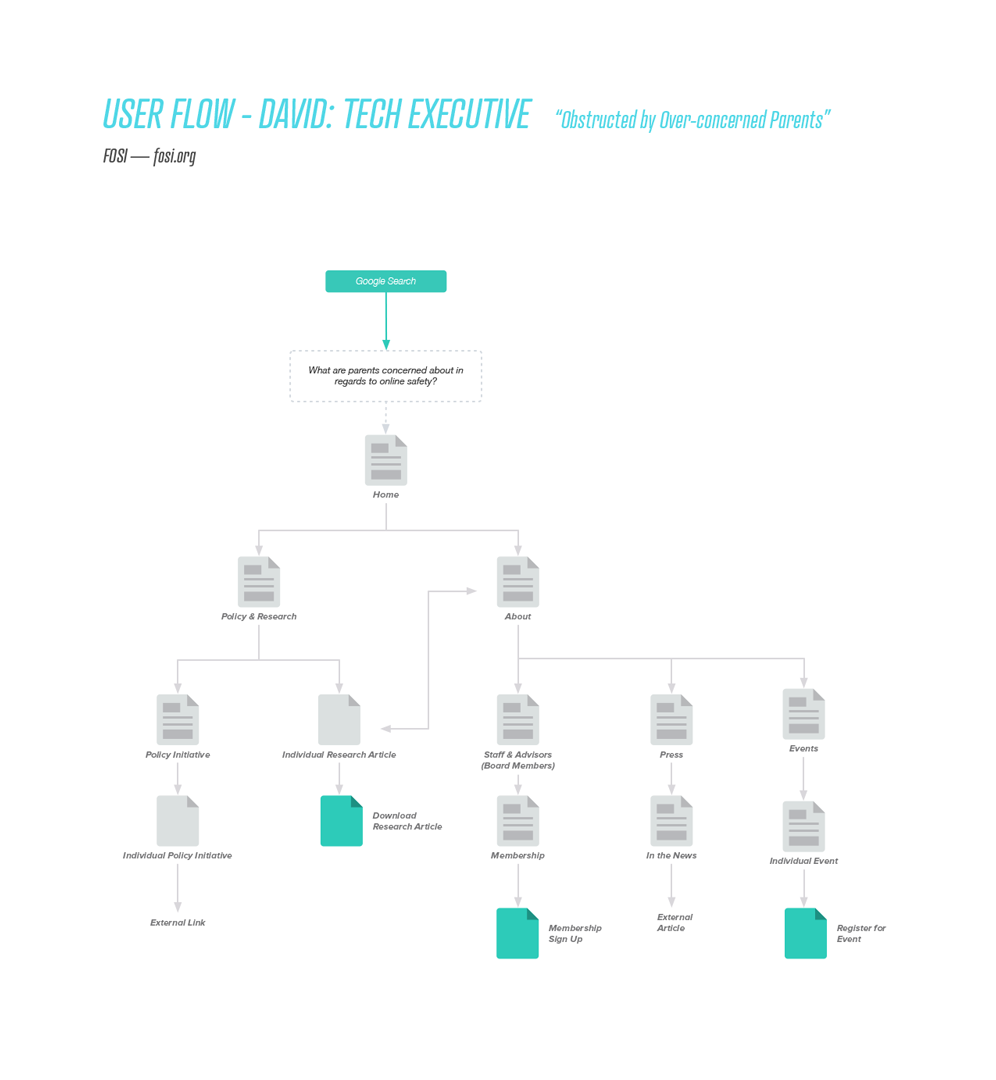 USER FLOW - DAVID: TECH EXECUTIVE “Obstructed by Over-concerned Parents”
FOSI — fosi.org
Google Search
What are parents concerned about in
regards to online safety?
Home
Policy & Research
About
Policy Initiative
Individual Research Article
Staff & Advisors
(Board Members)
Press
Events
Download
Research Article
Individual Policy Initiative
Membership
In the News
Individual Event
External Link
Membership
Sign Up
External
Article
Register for
Event